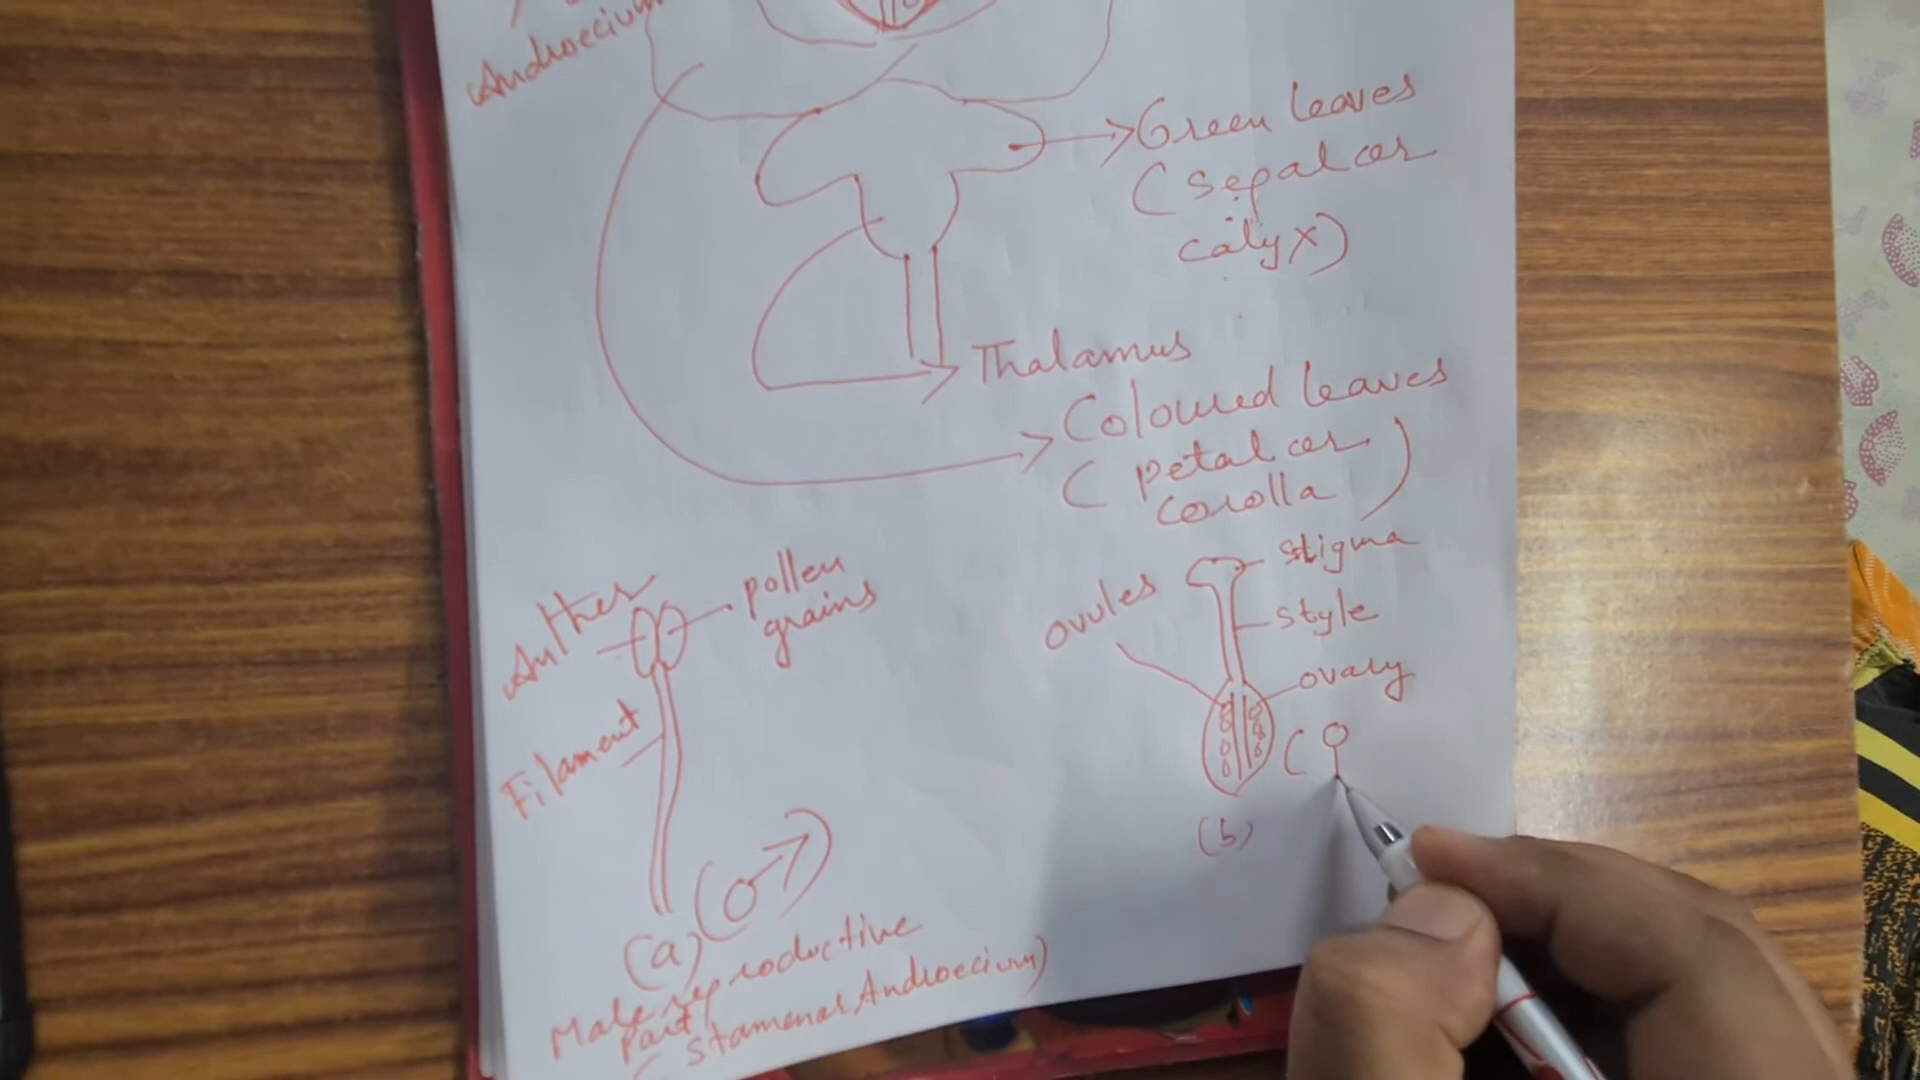 Androecium
Green leaves
( sepal or
calyx)
Thalamus
Coloured leaves
( petal or
corolla )
Anther
pollen
grains
Filament
(a) (♂)
Male reproductive
part
( Stamen or Androecium)
ovules
stigma
style
ovary
(
(b)